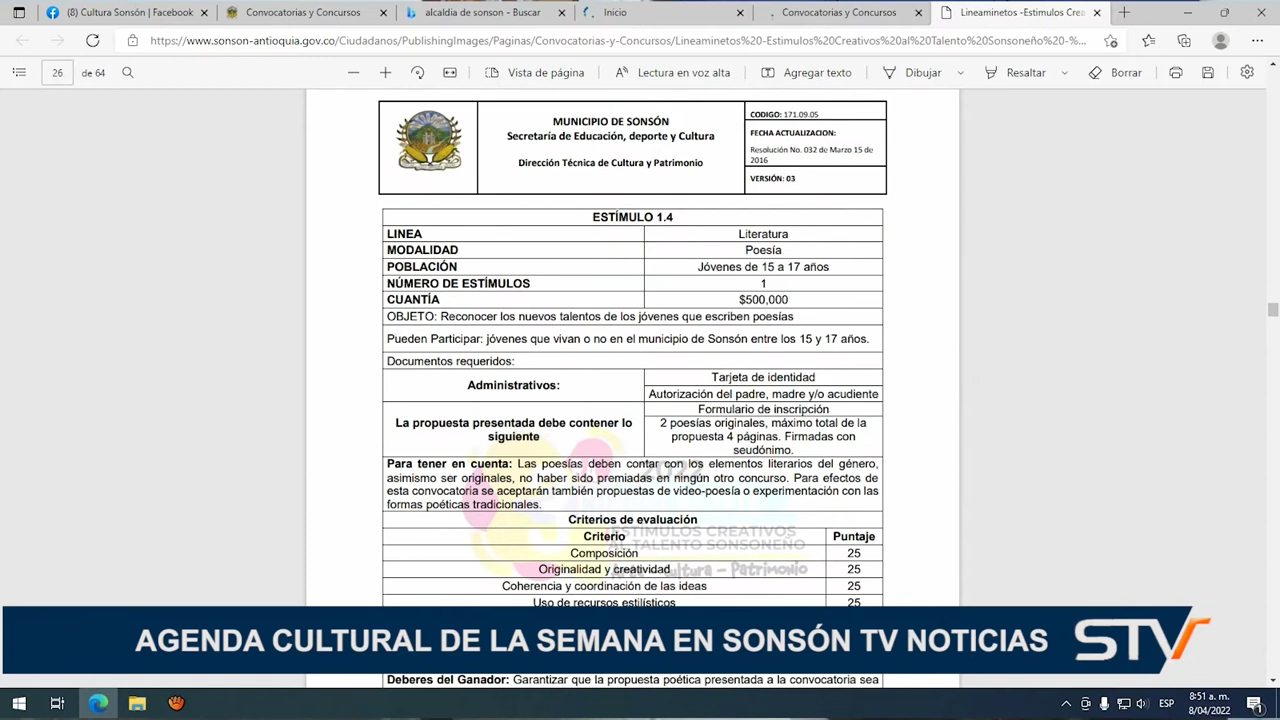 (8) Cultura Sonsón | Facebook
Convocatorias y Concursos
alcaldia de sonson - Buscar
Inicio
Convocatorias y Concursos
Lineaminetos -Estimulos Crea
https://www.sonson-antioquia.gov.co/Ciudadanos/PublishingImages/Paginas/Convocatorias-y-Concursos/Lineaminetos%20-Estimulos%20Creativos%20al%20Talento%20Sonsoneño%20-%...
26 de 64
Vista de página
Lectura en voz alta
Agregar texto
Dibujar
Resaltar
Borrar
MUNICIPIO DE SONSÓN
Secretaría de Educación, deporte y Cultura
Dirección Técnica de Cultura y Patrimonio
CODIGO: 171.09.05
FECHA ACTUALIZACION:
Resolución No. 032 de Marzo 15 de
2016
VERSIÓN: 03
ESTÍMULO 1.4
LINEA Literatura
MODALIDAD Poesía
POBLACIÓN Jóvenes de 15 a 17 años
NÚMERO DE ESTÍMULOS 1
CUANTÍA $500,000
OBJETO: Reconocer los nuevos talentos de los jóvenes que escriben poesías
Pueden Participar: jóvenes que vivan o no en el municipio de Sonsón entre los 15 y 17 años.
Documentos requeridos:
Administrativos:
Tarjeta de identidad
Autorización del padre, madre y/o acudiente
La propuesta presentada debe contener lo
siguiente
Formulario de inscripción
2 poesías originales, máximo total de la
propuesta 4 páginas. Firmadas con
seudónimo.
Para tener en cuenta: Las poesías deben contar con los elementos literarios del género,
asimismo ser originales, no haber sido premiadas en ningún otro concurso. Para efectos de
esta convocatoria se aceptarán también propuestas de video-poesía o experimentación con las
formas poéticas tradicionales.
2022
ESTIMULOS CREATIVOS
AL TALENTO SONSONEÑO
Arte - Cultura - Patrimonio
Criterios de evaluación
Criterio Puntaje
Composición 25
Originalidad y creatividad 25
Coherencia y coordinación de las ideas 25
Uso de recursos estilísticos 25
AGENDA CULTURAL DE LA SEMANA EN SONSÓN TV NOTICIAS
STV
Deberes del Ganador: Garantizar que la propuesta poética presentada a la convocatoria sea
ESP
8:51 a. m.
8/04/2022